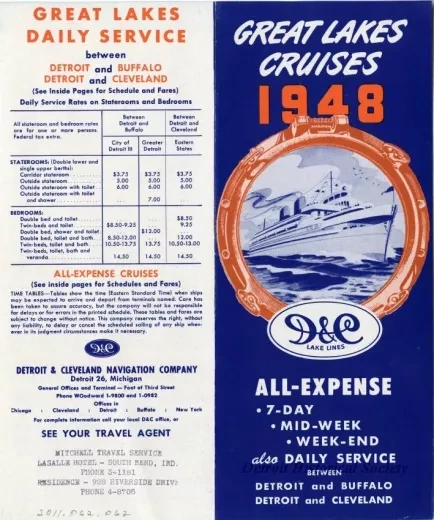 GREAT LAKES
DAILY SERVICE
between
DETROIT and BUFFALO
DETROIT and CLEVELAND
(See Inside Pages for Schedule and Fares)
Daily Service Rates on Staterooms and Bedrooms
All stateroom and bedroom rates are for one or more persons. Federal tax extra.
Between Detroit and Buffalo
Between Detroit and Cleveland
City of Detroit III
Greater Detroit
Eastern States
STATEROOMS: (Double lower and single upper berths):
Corridor stateroom $3.75 $3.75 $3.75
Outside stateroom 5.00 5.00 5.00
Outside stateroom with toilet 6.00 6.00 6.00
Outside stateroom with toilet and shower ... 7.00
BEDROOMS:
Double bed and toilet $8.50
Twin-beds and toilet $8.50-9.25 9.25
Double bed, shower and toilet $12.00
Double bed, toilet and bath 8.50-12.00 12.00
Twin-beds, toilet and bath 10.50-13.75 13.75 10.50-13.00
Twin-beds, toilet, bath and veranda 14.50 14.50 14.50
ALL-EXPENSE CRUISES
(See inside pages for Schedules and Fares)
TIME TABLES—Tables show the time (Eastern Standard Time) when ships
may be expected to arrive and depart from terminals named. Care has
been taken to assure accuracy, but the company will not be responsible
for delays or for errors in the printed schedule. These tables and fares are
subject to change without notice. This company reserves the right, without
any liability, to delay or cancel the scheduled sailing of any ship when-
ever in its judgment circumstances make it necessary.
D&C
DETROIT & CLEVELAND NAVIGATION COMPANY
Detroit 26, Michigan
General Offices and Terminal — Foot of Third Street
Phone WOodward 1-9800 and 1-0982
Offices in
Chicago : Cleveland : Detroit : Buffalo : New York
For complete information call your local D&C office, or
SEE YOUR TRAVEL AGENT
MITCHELL TRAVEL SERVICE
LASALLE HOTEL - SOUTH BEND, IND.
PHONE 3-1181
RESIDENCE - 928 RIVERSIDE DRIVE
PHONE 4-8705
2011.062.062
GREAT LAKES
CRUISES
1948
D&C
LAKE LINES
ALL-EXPENSE
• 7-DAY
• MID-WEEK
• WEEK-END
also DAILY SERVICE
BETWEEN
DETROIT and BUFFALO
DETROIT and CLEVELAND
Detroit Historical Society